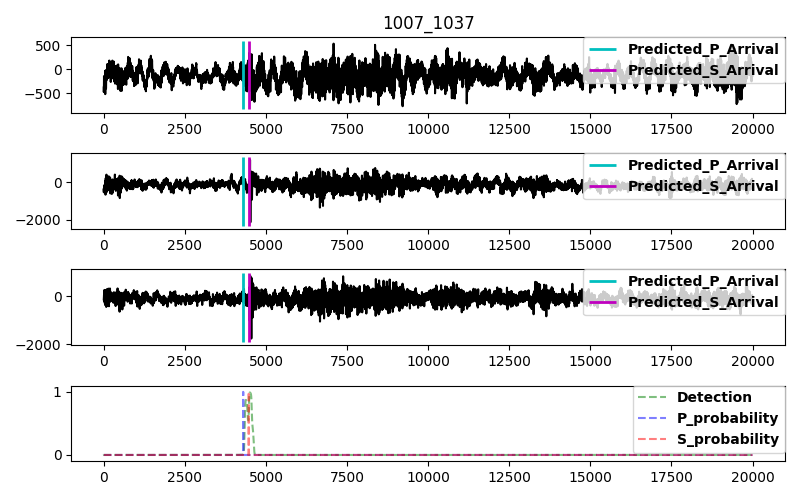 1007_1037
500
0
−500
Predicted_P_Arrival
Predicted_S_Arrival
0 2500 5000 7500 10000 12500 15000 17500 20000
0
−2000
Predicted_P_Arrival
Predicted_S_Arrival
0 2500 5000 7500 10000 12500 15000 17500 20000
0
−2000
Predicted_P_Arrival
Predicted_S_Arrival
0 2500 5000 7500 10000 12500 15000 17500 20000
1
0
Detection
P_probability
S_probability
0 2500 5000 7500 10000 12500 15000 17500 20000